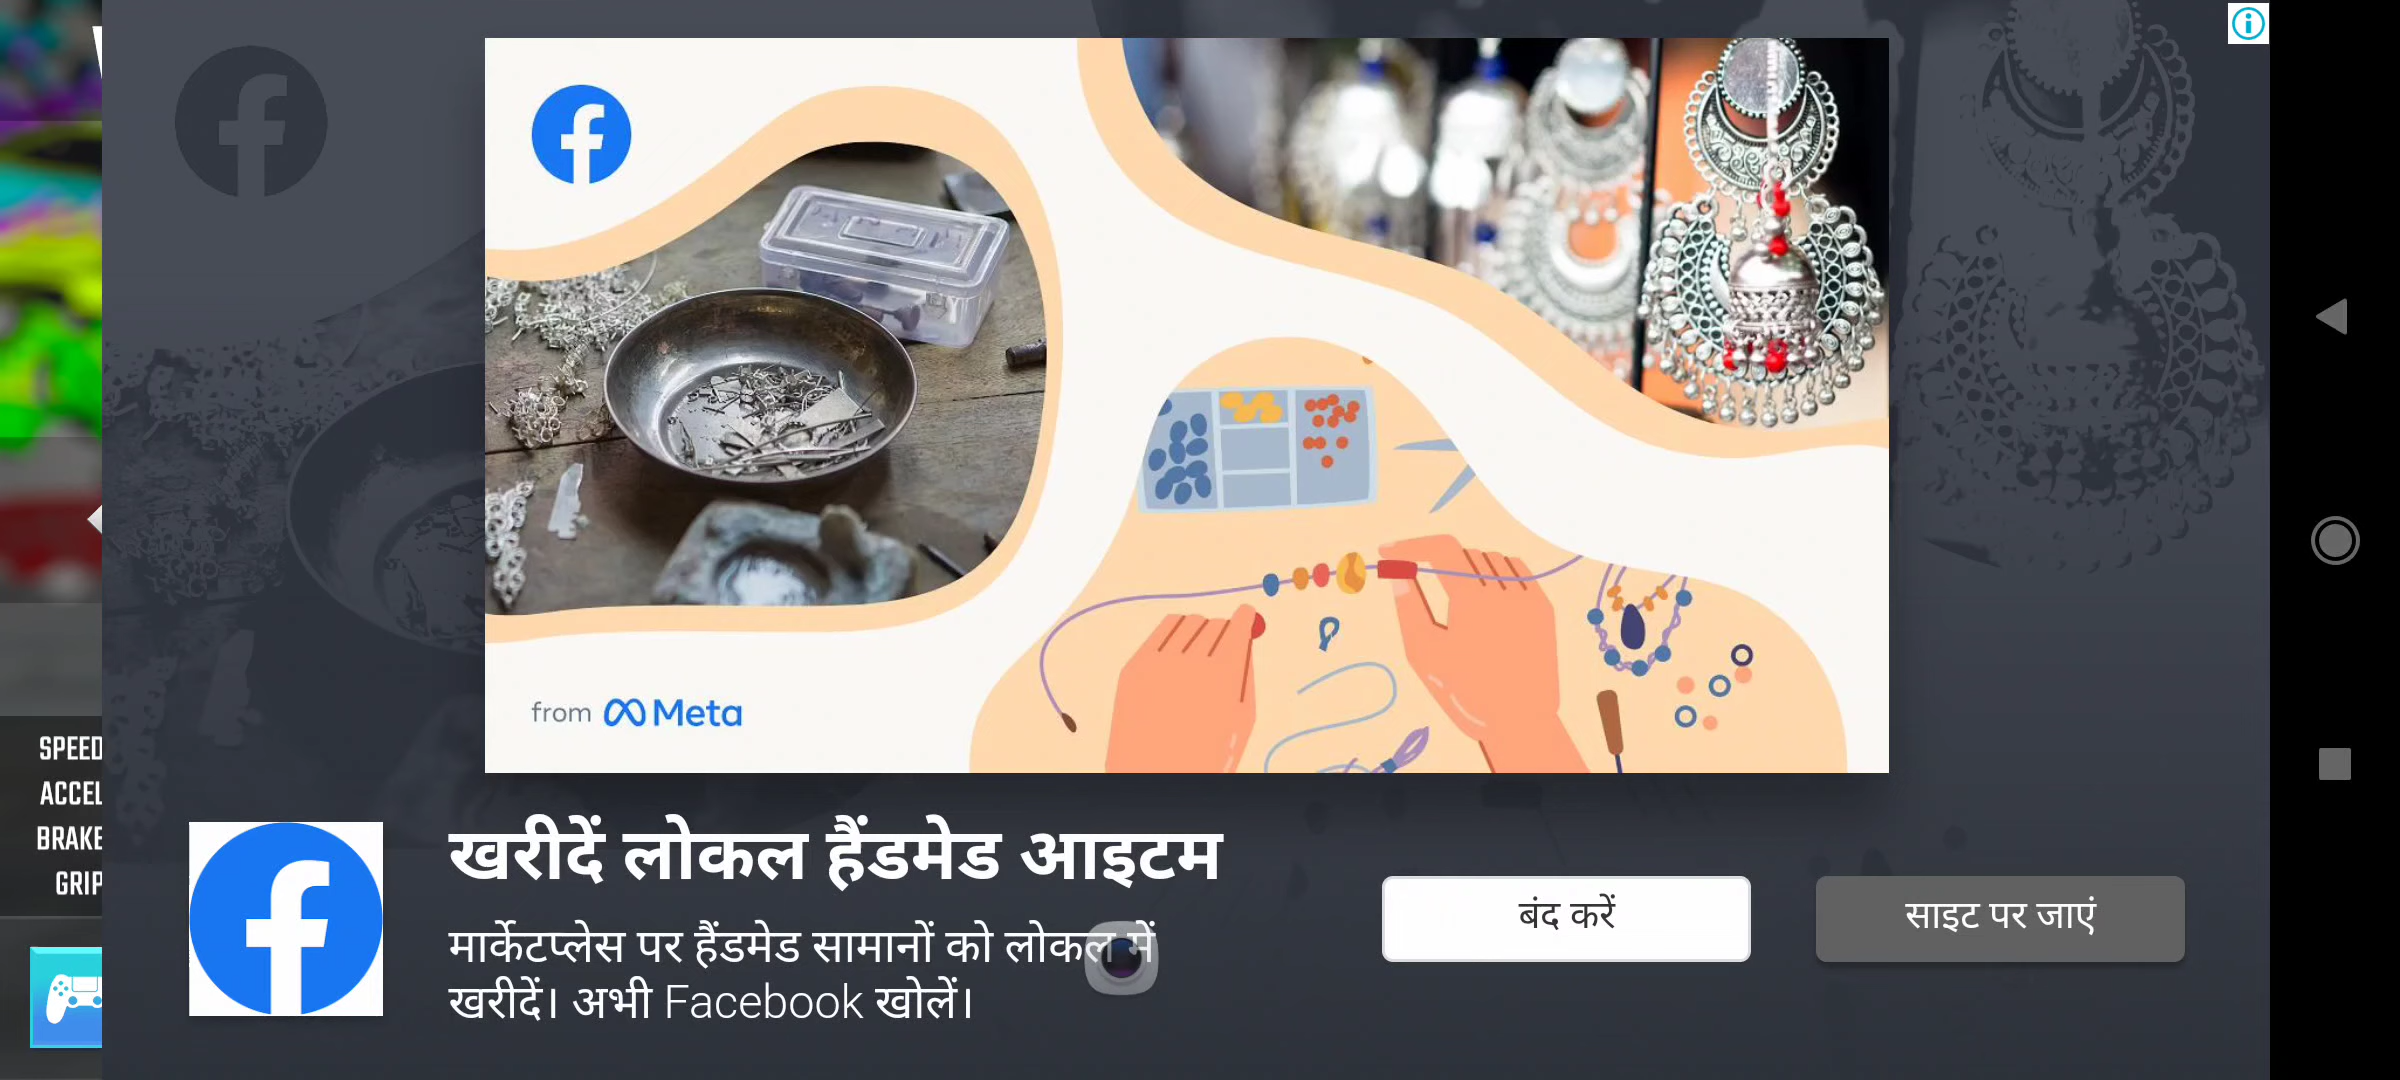 from Meta
SPEED
ACCEL
BRAKE
GRIP
खरीदें लोकल हैंडमेड आइटम
मार्केटप्लेस पर हैंडमेड सामानों को लोकल में
खरीदें। अभी Facebook खोलें।
बंद करें
साइट पर जाएं